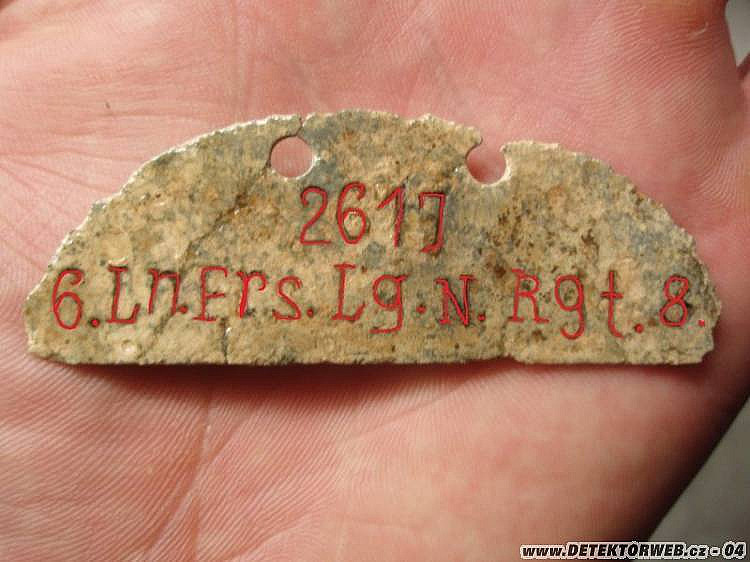 2617
6.Ln.Ers.Lg.N.Rgt.8.
www.DETEKTORWEB.cz - 04